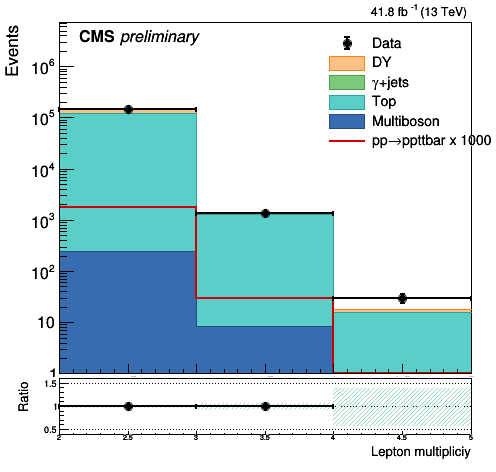 41.8 fb⁻¹ (13 TeV)
CMS preliminary
Events
Data
DY
γ+jets
Top
Multiboson
pp→ppttbar x 1000
10⁶
10⁵
10⁴
10³
10²
10
1
Ratio
1.5
1
0.5
2 2.5 3 3.5 4 4.5 5
Lepton multipliciy